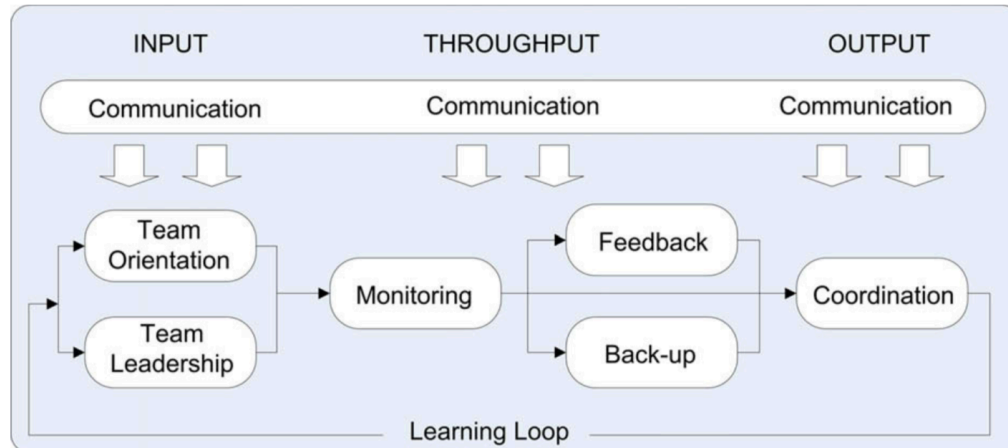 INPUT THROUGHPUT OUTPUT
Communication Communication Communication
Team
Orientation
Feedback
Monitoring
Coordination
Team
Leadership
Back-up
Learning Loop